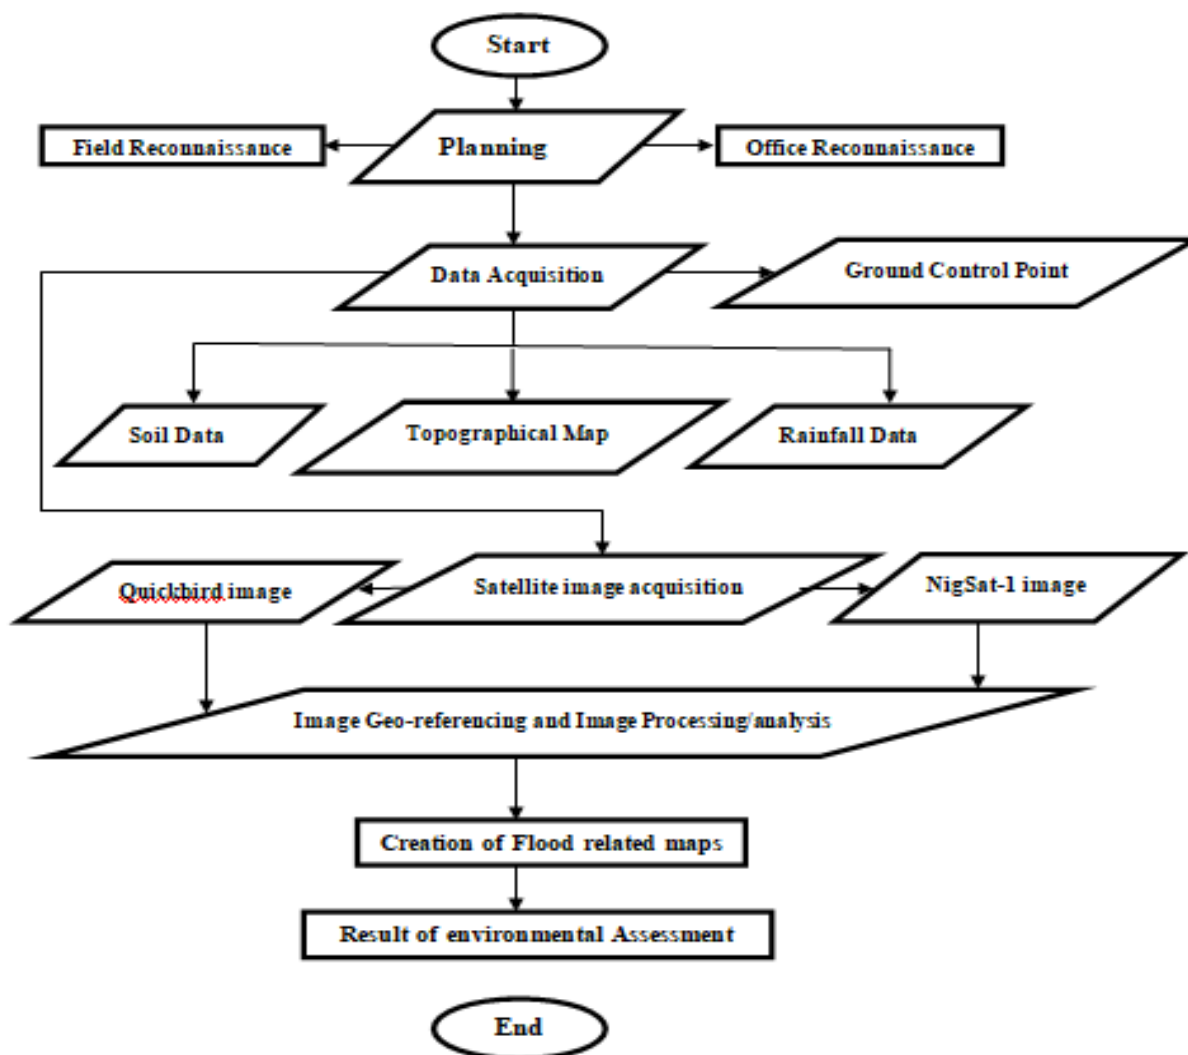 Start
Planning
Field Reconnaissance
Office Reconnaissance
Data Acquisition
Ground Control Point
Soil Data
Topographical Map
Rainfall Data
Quickbird image
Satellite image acquisition
NigSat-1 image
Image Geo-referencing and Image Processing/analysis
Creation of Flood related maps
Result of environmental Assessment
End